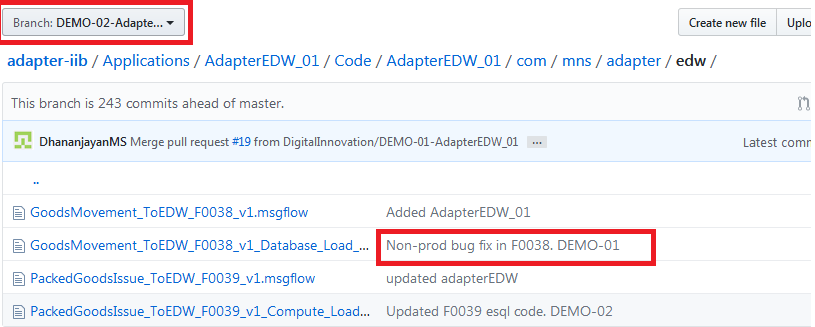 Branch: DEMO-02-Adapte...
Create new file
Uplo
adapter-iib / Applications / AdapterEDW_01 / Code / AdapterEDW_01 / com / mns / adapter / edw /
This branch is 243 commits ahead of master.
DhananjayanMS Merge pull request #19 from DigitalInnovation/DEMO-01-AdapterEDW_01 ...
Latest comm
..
GoodsMovement_ToEDW_F0038_v1.msgflow Added AdapterEDW_01
GoodsMovement_ToEDW_F0038_v1_Database_Load_... Non-prod bug fix in F0038. DEMO-01
PackedGoodsIssue_ToEDW_F0039_v1.msgflow updated adapterEDW
PackedGoodsIssue_ToEDW_F0039_v1_Compute_Load... Updated F0039 esql code. DEMO-02